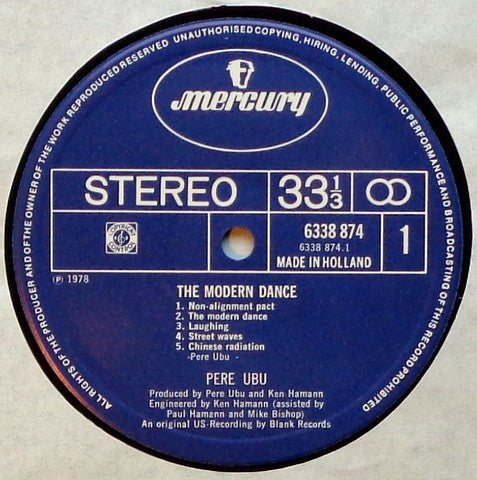 ALL RIGHTS OF THE PRODUCER AND OF THE OWNER OF THE WORK REPRODUCED RESERVED UNAUTHORISED COPYING, HIRING, LENDING, PUBLIC PERFORMANCE AND BROADCASTING OF THIS RECORD PROHIBITED
mercury
STEREO 33 1/3
6338 874
6338 874.1
MADE IN HOLLAND
1
℗ 1978
THE MODERN DANCE
1. Non-alignment pact
2. The modern dance
3. Laughing
4. Street waves
5. Chinese radiation
-Pere Ubu -
PERE UBU
Produced by Pere Ubu and Ken Hamann
Engineered by Ken Hamann (assisted by
Paul Hamann and Mike Bishop)
An original US-Recording by Blank Records